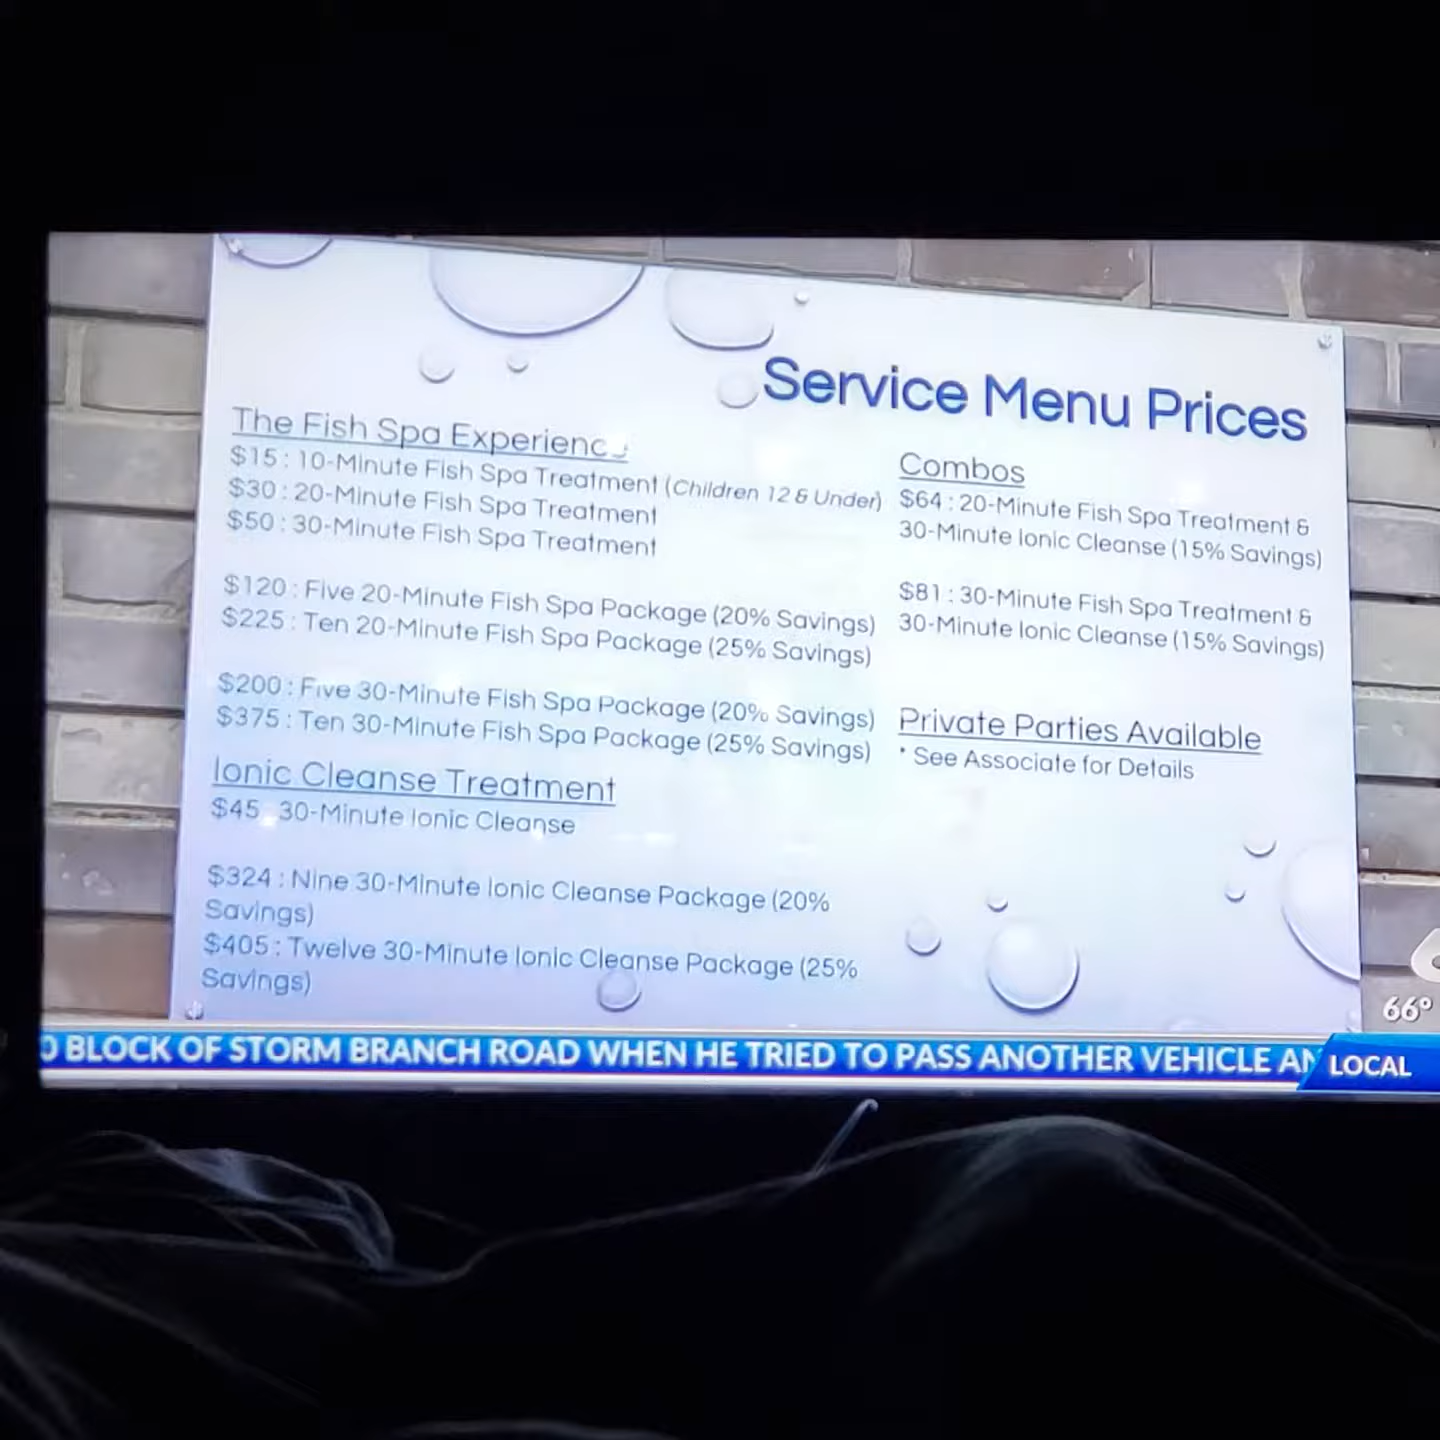 Service Menu Prices
The Fish Spa Experienc
$15 : 10-Minute Fish Spa Treatment (Children 12 & Under)
$30 : 20-Minute Fish Spa Treatment
$50 : 30-Minute Fish Spa Treatment
$120 : Five 20-Minute Fish Spa Package (20% Savings)
$225 : Ten 20-Minute Fish Spa Package (25% Savings)
$200 : Five 30-Minute Fish Spa Package (20% Savings)
$375 : Ten 30-Minute Fish Spa Package (25% Savings)
Ionic Cleanse Treatment
$45 30-Minute Ionic Cleanse
$324 : Nine 30-Minute Ionic Cleanse Package (20%
Savings)
$405 : Twelve 30-Minute Ionic Cleanse Package (25%
Savings)
Combos
$64 : 20-Minute Fish Spa Treatment &
30-Minute Ionic Cleanse (15% Savings)
$81 : 30-Minute Fish Spa Treatment &
30-Minute Ionic Cleanse (15% Savings)
Private Parties Available
* See Associate for Details
66°
BLOCK OF STORM BRANCH ROAD WHEN HE TRIED TO PASS ANOTHER VEHICLE
LOCAL